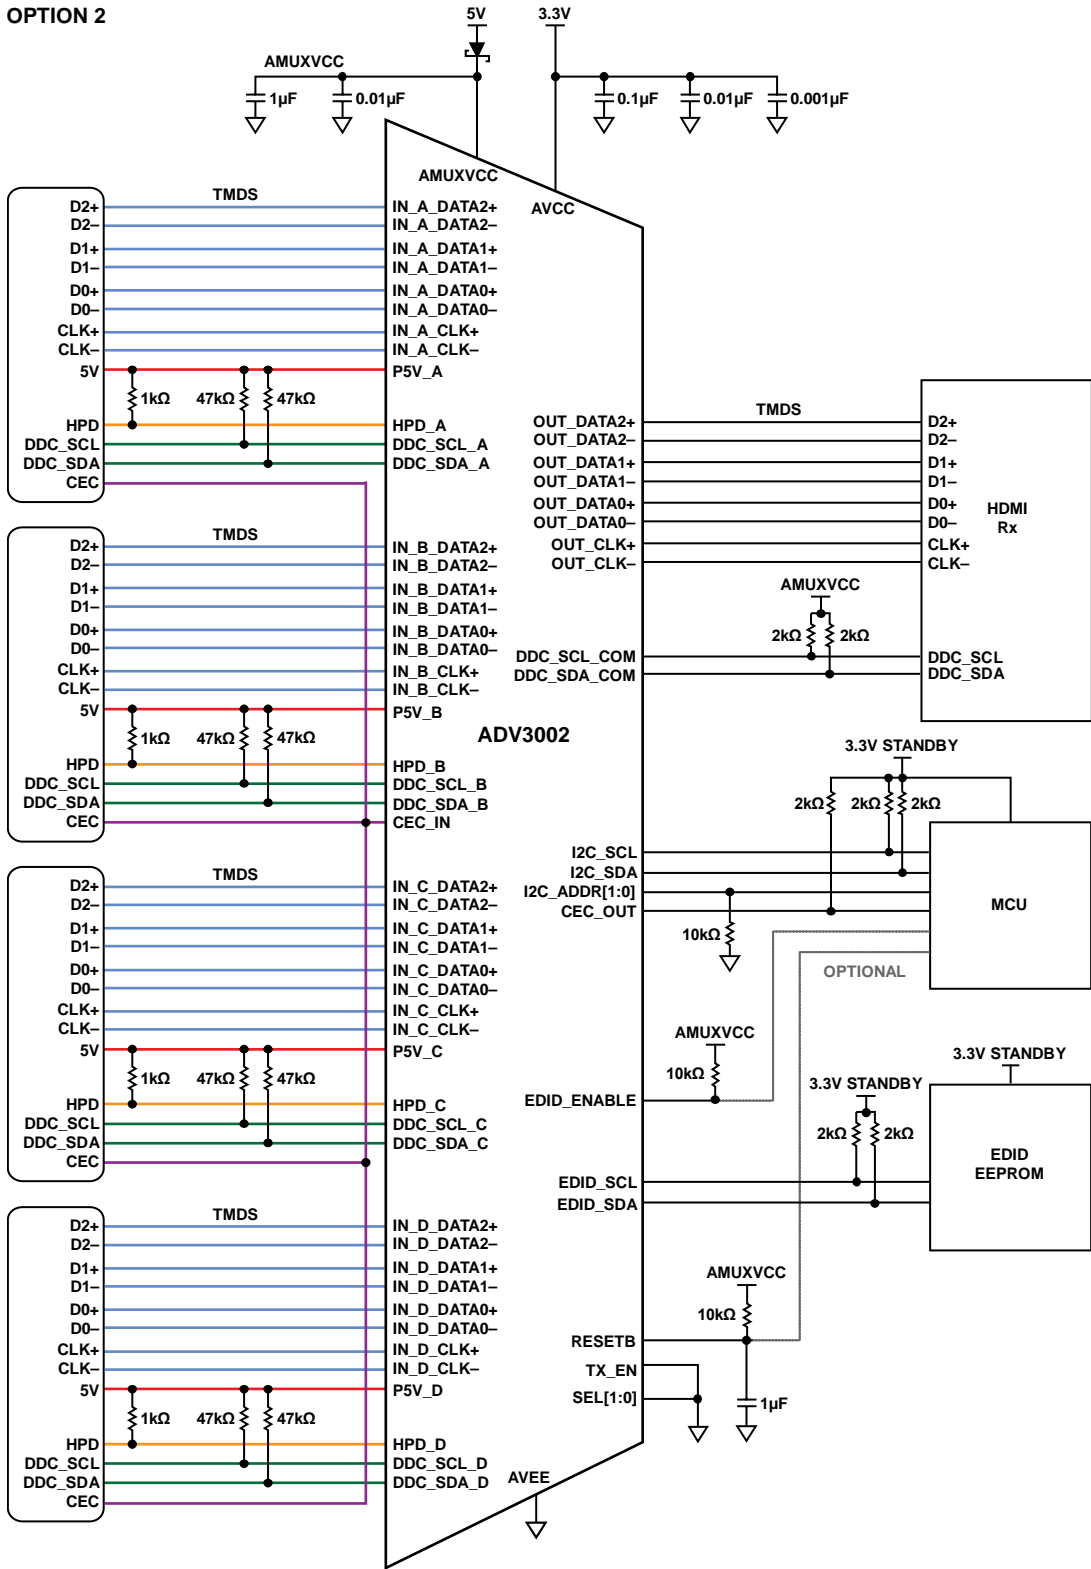 OPTION 2
5V
3.3V
AMUXVCC
1µF
0.01µF
0.1µF
0.01µF
0.001µF
AMUXVCC
AVCC
TMDS
D2+
IN_A_DATA2+
D2–
IN_A_DATA2–
D1+
IN_A_DATA1+
D1–
IN_A_DATA1–
D0+
IN_A_DATA0+
D0–
IN_A_DATA0–
CLK+
IN_A_CLK+
CLK–
IN_A_CLK–
5V
P5V_A
1kΩ
47kΩ
47kΩ
HPD
HPD_A
DDC_SCL
DDC_SCL_A
DDC_SDA
DDC_SDA_A
CEC
TMDS
D2+
IN_B_DATA2+
D2–
IN_B_DATA2–
D1+
IN_B_DATA1+
D1–
IN_B_DATA1–
D0+
IN_B_DATA0+
D0–
IN_B_DATA0–
CLK+
IN_B_CLK+
CLK–
IN_B_CLK–
5V
P5V_B
1kΩ
47kΩ
47kΩ
HPD
HPD_B
DDC_SCL
DDC_SCL_B
DDC_SDA
DDC_SDA_B
CEC
CEC_IN
TMDS
D2+
IN_C_DATA2+
D2–
IN_C_DATA2–
D1+
IN_C_DATA1+
D1–
IN_C_DATA1–
D0+
IN_C_DATA0+
D0–
IN_C_DATA0–
CLK+
IN_C_CLK+
CLK–
IN_C_CLK–
5V
P5V_C
1kΩ
47kΩ
47kΩ
HPD
HPD_C
DDC_SCL
DDC_SCL_C
DDC_SDA
DDC_SDA_C
CEC
TMDS
D2+
IN_D_DATA2+
D2–
IN_D_DATA2–
D1+
IN_D_DATA1+
D1–
IN_D_DATA1–
D0+
IN_D_DATA0+
D0–
IN_D_DATA0–
CLK+
IN_D_CLK+
CLK–
IN_D_CLK–
5V
P5V_D
1kΩ
47kΩ
47kΩ
HPD
HPD_D
DDC_SCL
DDC_SCL_D
DDC_SDA
DDC_SDA_D
CEC
ADV3002
AVEE
TMDS
OUT_DATA2+
D2+
OUT_DATA2–
D2–
OUT_DATA1+
D1+
OUT_DATA1–
D1–
OUT_DATA0+
D0+
OUT_DATA0–
D0–
OUT_CLK+
CLK+
OUT_CLK–
CLK–
HDMI
Rx
AMUXVCC
2kΩ
2kΩ
DDC_SCL_COM
DDC_SCL
DDC_SDA_COM
DDC_SDA
3.3V STANDBY
2kΩ
2kΩ
2kΩ
I2C_SCL
I2C_SDA
I2C_ADDR[1:0]
CEC_OUT
MCU
10kΩ
OPTIONAL
AMUXVCC
10kΩ
EDID_ENABLE
3.3V STANDBY
3.3V STANDBY
2kΩ
2kΩ
EDID_SCL
EDID_SDA
EDID
EEPROM
AMUXVCC
10kΩ
RESETB
TX_EN
SEL[1:0]
1µF